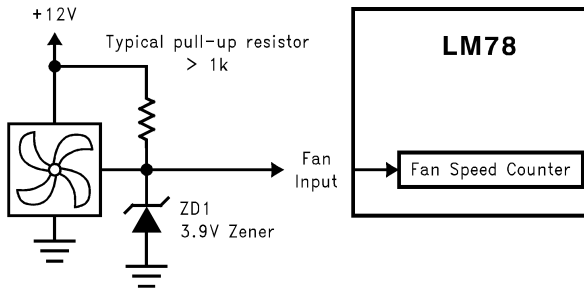 +12V
Typical pull-up resistor
> 1k
LM78
Fan
Input
Fan Speed Counter
ZD1
3.9V Zener